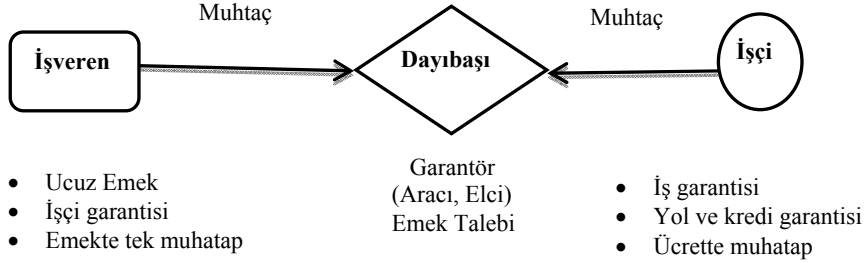 Muhtaç
Muhtaç
İşveren
Dayıbaşı
İşçi
• Ucuz Emek
• İşçi garantisi
• Emekte tek muhatap
Garantör
(Aracı, Elci)
Emek Talebi
• İş garantisi
• Yol ve kredi garantisi
• Ücrette muhatap